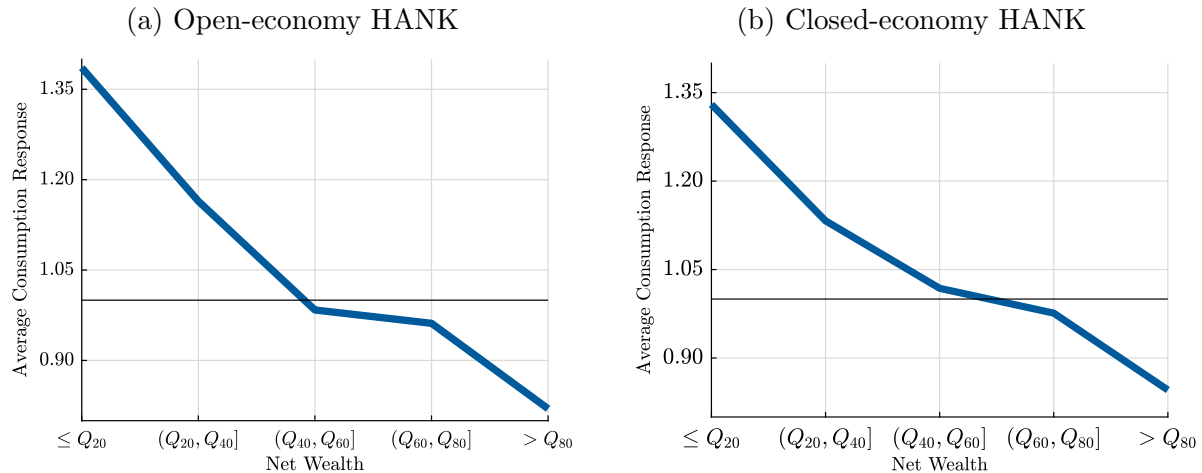 (a) Open-economy HANK
Average Consumption Response
1.35
1.20
1.05
0.90
≤ Q20 (Q20, Q40] (Q40, Q60] (Q60, Q80] > Q80
Net Wealth
(b) Closed-economy HANK
Average Consumption Response
1.35
1.20
1.05
0.90
≤ Q20 (Q20, Q40] (Q40, Q60] (Q60, Q80] > Q80
Net Wealth